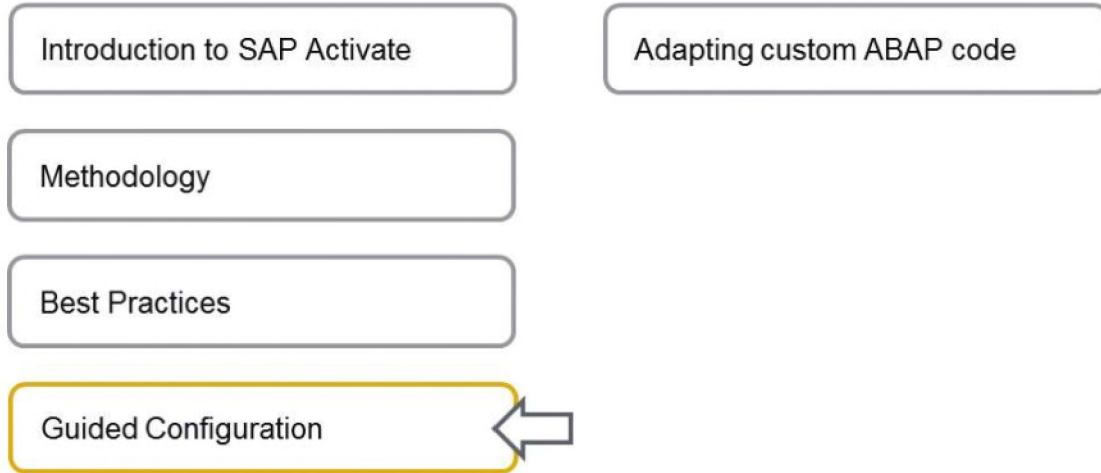 Introduction to SAP Activate
Methodology
Best Practices
Guided Configuration
Adapting custom ABAP code